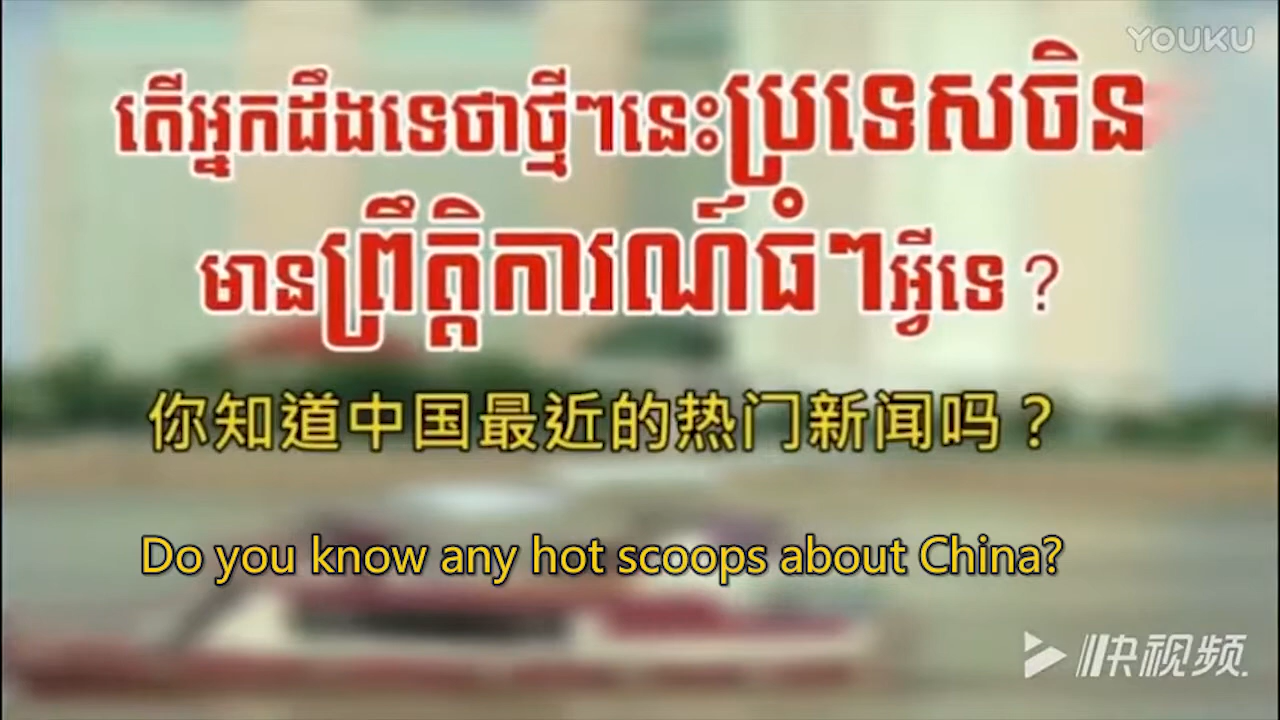 YOUKU
តើអ្នកដឹងទេថាថ្មីៗនេះប្រទេសចិន
មានព្រឹត្តិការណ៍ធំៗអ្វីទេ?
你知道中国最近的热门新闻吗？
Do you know any hot scoops about China?
快视频